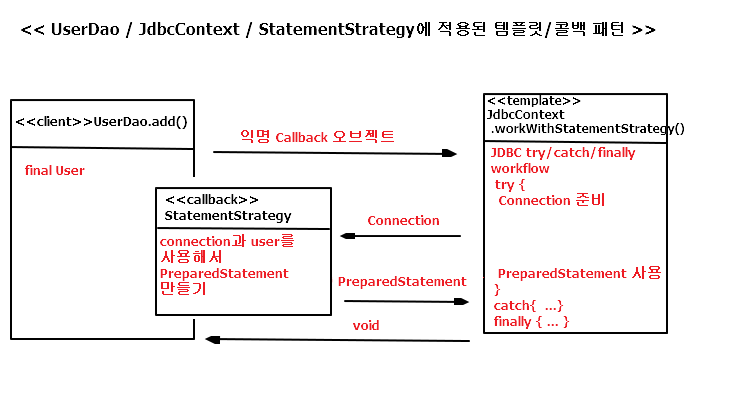 << UserDao / JdbcContext / StatementStrategy에 적용된 템플릿/콜백 패턴 >>
<<client>>UserDao.add()
final User
익명 Callback 오브젝트
<<template>>
JdbcContext
.workWithStatementStrategy()
JDBC try/catch/finally
workflow
try {
Connection 준비
<<callback>>
StatementStrategy
connection과 user를
사용해서
PreparedStatement
만들기
Connection
PreparedStatement
PreparedStatement 사용
}
catch{ ...}
finally { ... }
void